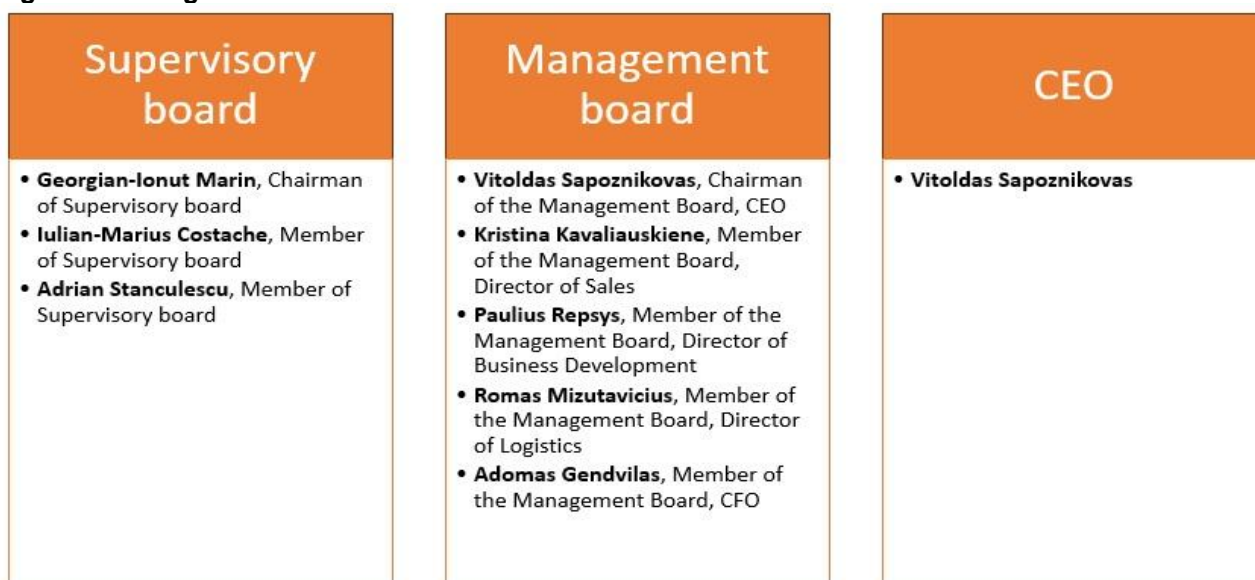 Supervisory
board
• Georgian-Ionut Marin, Chairman
of Supervisory board
• Iulian-Marius Costache, Member
of Supervisory board
• Adrian Stanculescu, Member of
Supervisory board
Management
board
• Vitoldas Sapoznikovas, Chairman
of the Management Board, CEO
• Kristina Kavaliauskiene, Member
of the Management Board,
Director of Sales
• Paulius Repsys, Member of the
Management Board, Director of
Business Development
• Romas Mizutavicius, Member of
the Management Board, Director
of Logistics
• Adomas Gendvilas, Member of
the Management Board, CFO
CEO
• Vitoldas Sapoznikovas